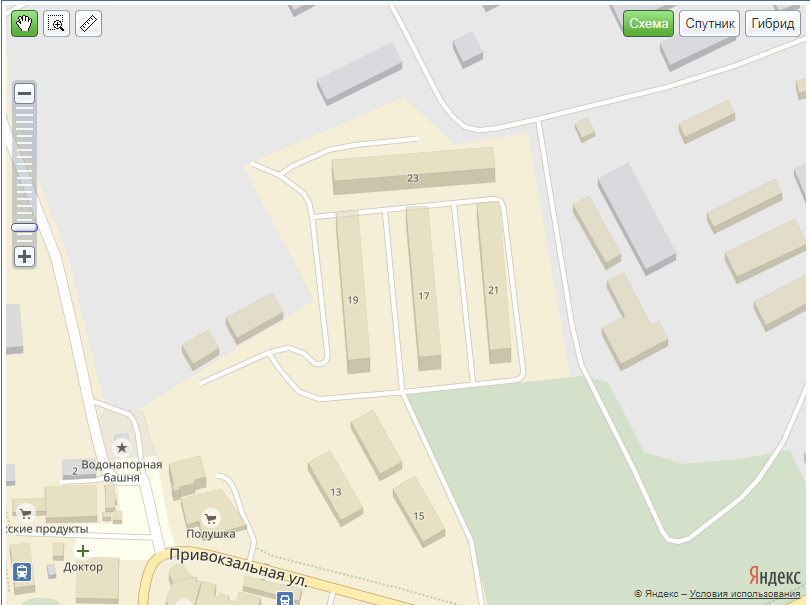 Схема
Спутник
Гибрид
23
19
17
21
2
Водонапорная
башня
13
15
сские продукты
Полушка
Доктор
Привокзальная ул.
Яндекс
© Яндекс – Условия использования